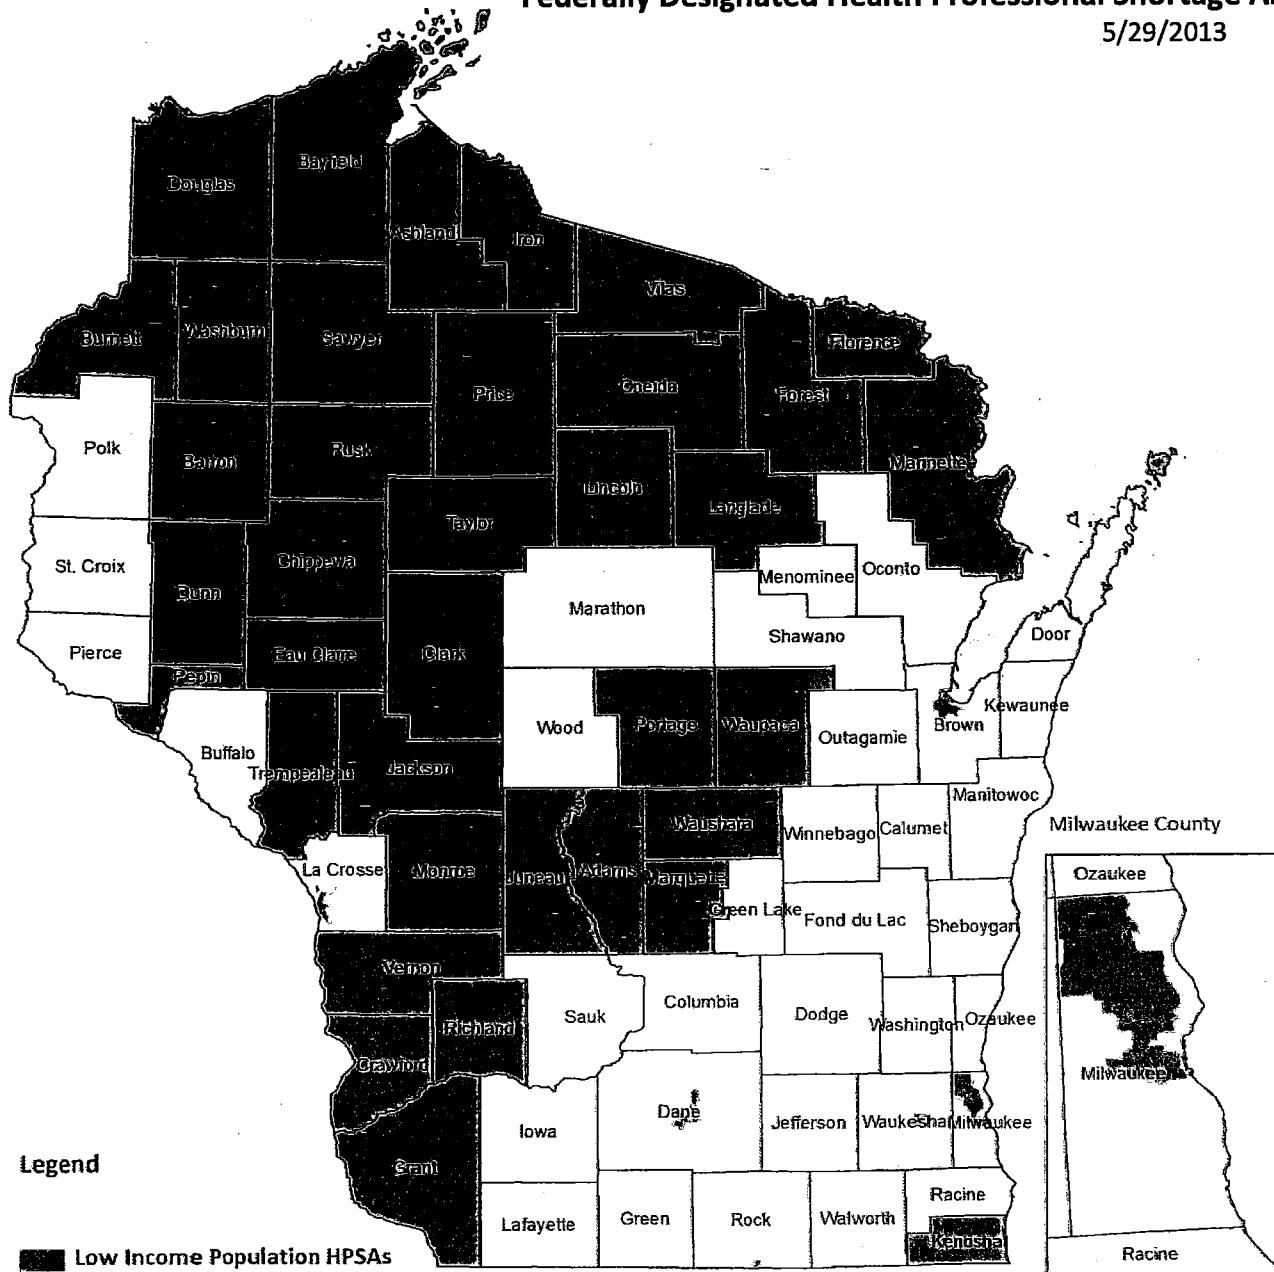 Federally Designated Health Professional Shortage A
5/29/2013
Bayfield
Douglas
Ashland
Iron
Vilas
Burnett
Washburn
Sawyer
Florence
Price
Oneida
Forest
Polk
Barron
Rusk
Lincoln
Marinette
Langlade
Taylor
St. Croix
Chippewa
Menominee
Oconto
Dunn
Marathon
Shawano
Door
Pierce
Eau Claire
Clark
Pepin
Kewaunee
Wood
Portage
Waupaca
Brown
Outagamie
Buffalo
Trempealeau
Jackson
Manitowoc
Waushara
Winnebago
Calumet
Milwaukee County
La Crosse
Monroe
Juneau
Adams
Marquette
Ozaukee
Green Lake
Fond du Lac
Sheboygan
Vernon
Columbia
Richland
Sauk
Dodge
Washington
Ozaukee
Crawford
Milwaukee
Dane
Iowa
Jefferson
Waukesha
Milwaukee
Legend
Grant
Racine
Lafayette
Green
Rock
Walworth
Kenosha
Racine
Low Income Population HPSAs